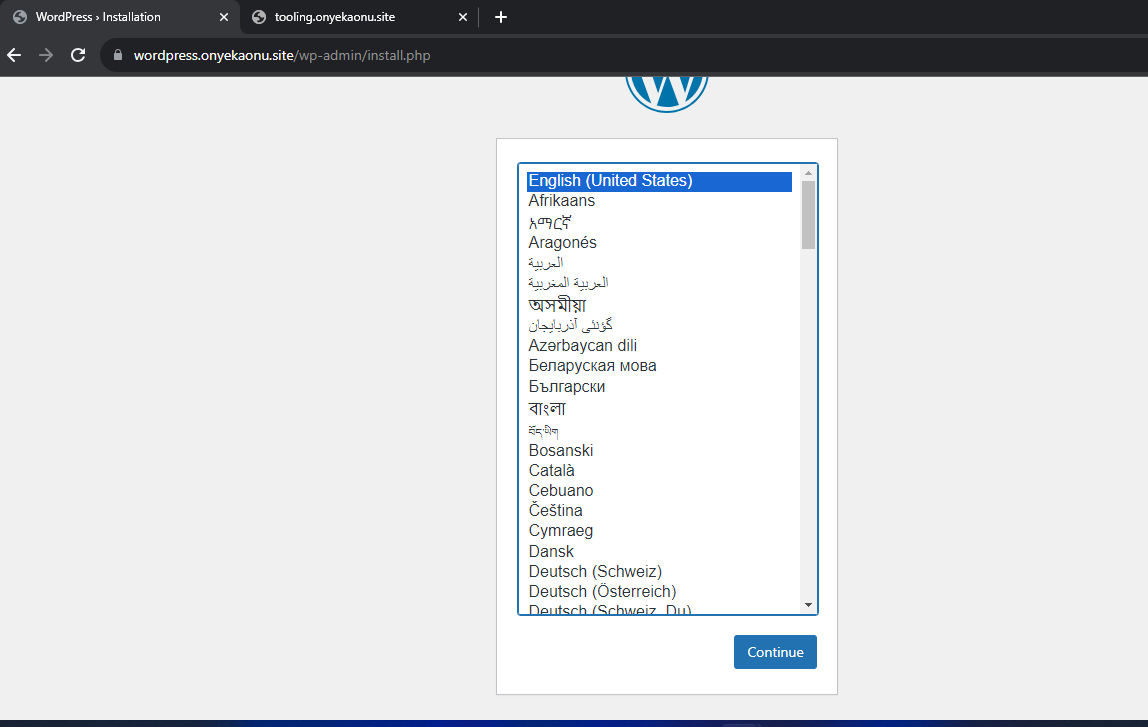 WordPress › Installation
tooling.onyekaonu.site
wordpress.onyekaonu.site/wp-admin/install.php
English (United States)
Afrikaans
አማርኛ
Aragonés
العربية
العربية المغربية
অসমীয়া
گؤنئی آذربایجان
Azərbaycan dili
Беларуская мова
Български
বাংলা
བོད་ཡིག
Bosanski
Català
Cebuano
Čeština
Cymraeg
Dansk
Deutsch (Schweiz)
Deutsch (Österreich)
Deutsch (Schweiz, Du)
Continue